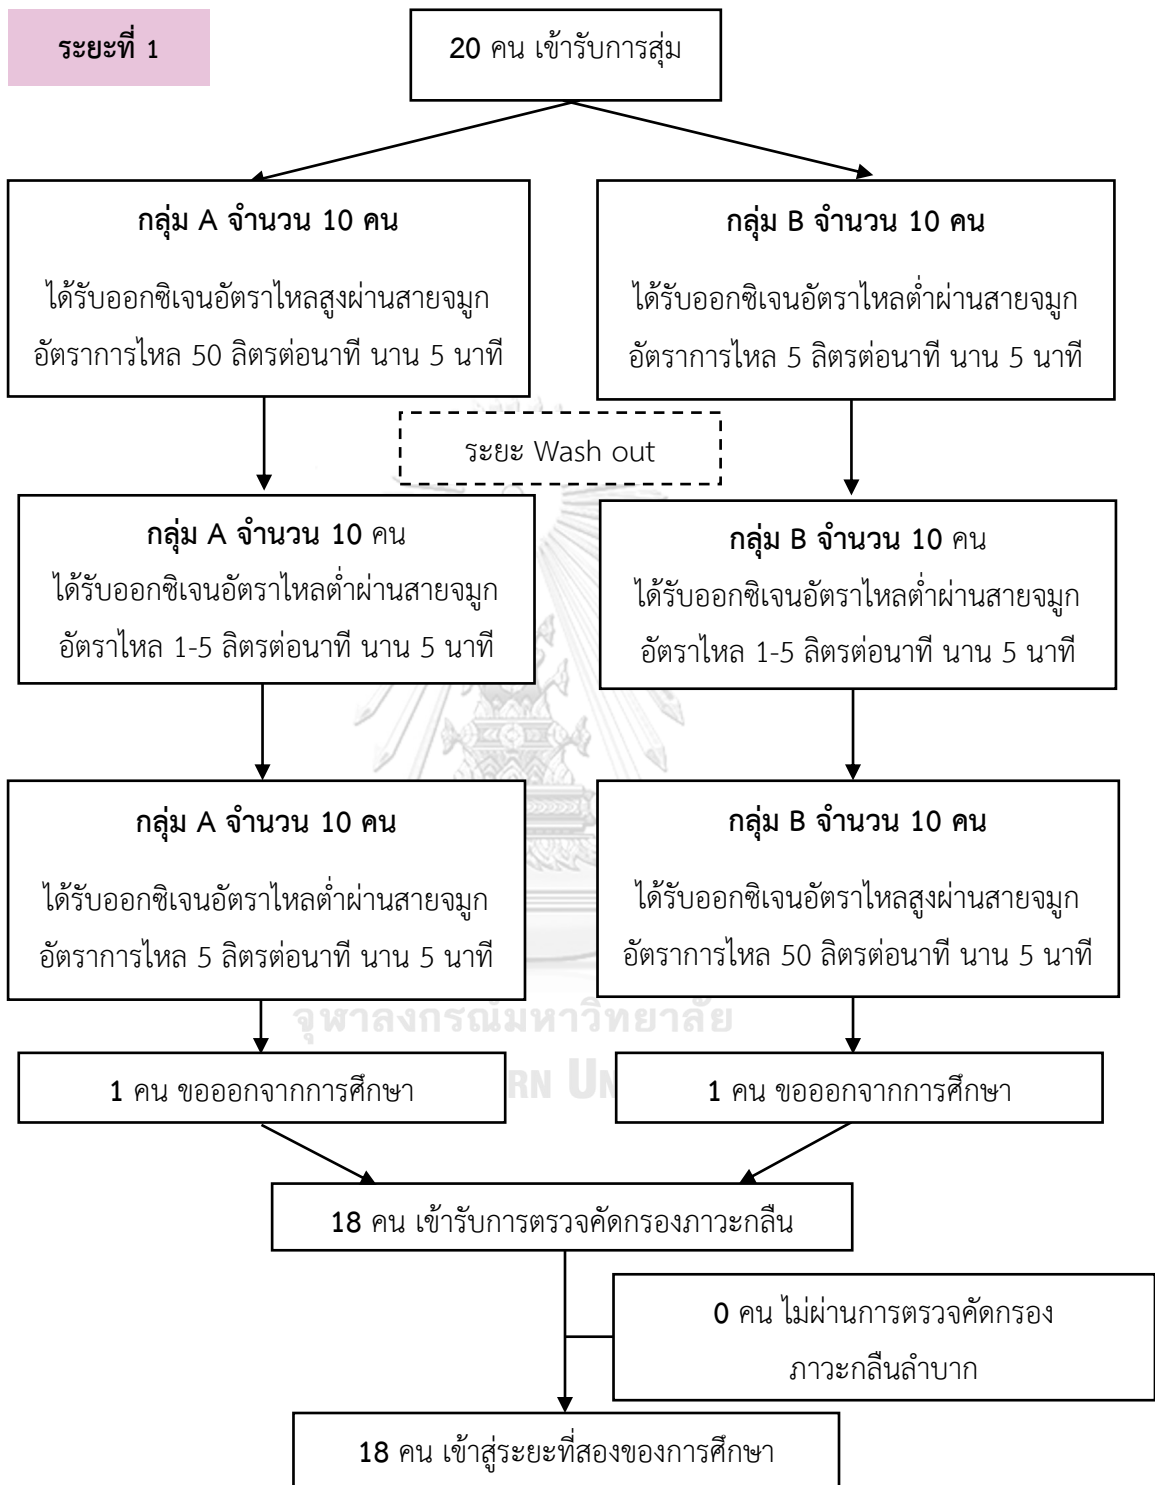 ระยะที่ 1
20 คน เข้ารับการสุ่ม
กลุ่ม A จำนวน 10 คน
ได้รับออกซิเจนอัตราไหลสูงผ่านสายจมูก
อัตราการไหล 50 ลิตรต่อนาที นาน 5 นาที
กลุ่ม B จำนวน 10 คน
ได้รับออกซิเจนอัตราไหลต่ำผ่านสายจมูก
อัตราการไหล 5 ลิตรต่อนาที นาน 5 นาที
ระยะ Wash out
กลุ่ม A จำนวน 10 คน
ได้รับออกซิเจนอัตราไหลต่ำผ่านสายจมูก
อัตราไหล 1-5 ลิตรต่อนาที นาน 5 นาที
กลุ่ม B จำนวน 10 คน
ได้รับออกซิเจนอัตราไหลต่ำผ่านสายจมูก
อัตราไหล 1-5 ลิตรต่อนาที นาน 5 นาที
กลุ่ม A จำนวน 10 คน
ได้รับออกซิเจนอัตราไหลต่ำผ่านสายจมูก
อัตราการไหล 5 ลิตรต่อนาที นาน 5 นาที
กลุ่ม B จำนวน 10 คน
ได้รับออกซิเจนอัตราไหลสูงผ่านสายจมูก
อัตราการไหล 50 ลิตรต่อนาที นาน 5 นาที
จุฬาลงกรณ์มหาวิทยาลัย
1 คน ขอออกจากการศึกษา
1 คน ขอออกจากการศึกษา
18 คน เข้ารับการตรวจคัดกรองภาวะกลืน
0 คน ไม่ผ่านการตรวจคัดกรอง
ภาวะกลืนลำบาก
18 คน เข้าสู่ระยะที่สองของการศึกษา